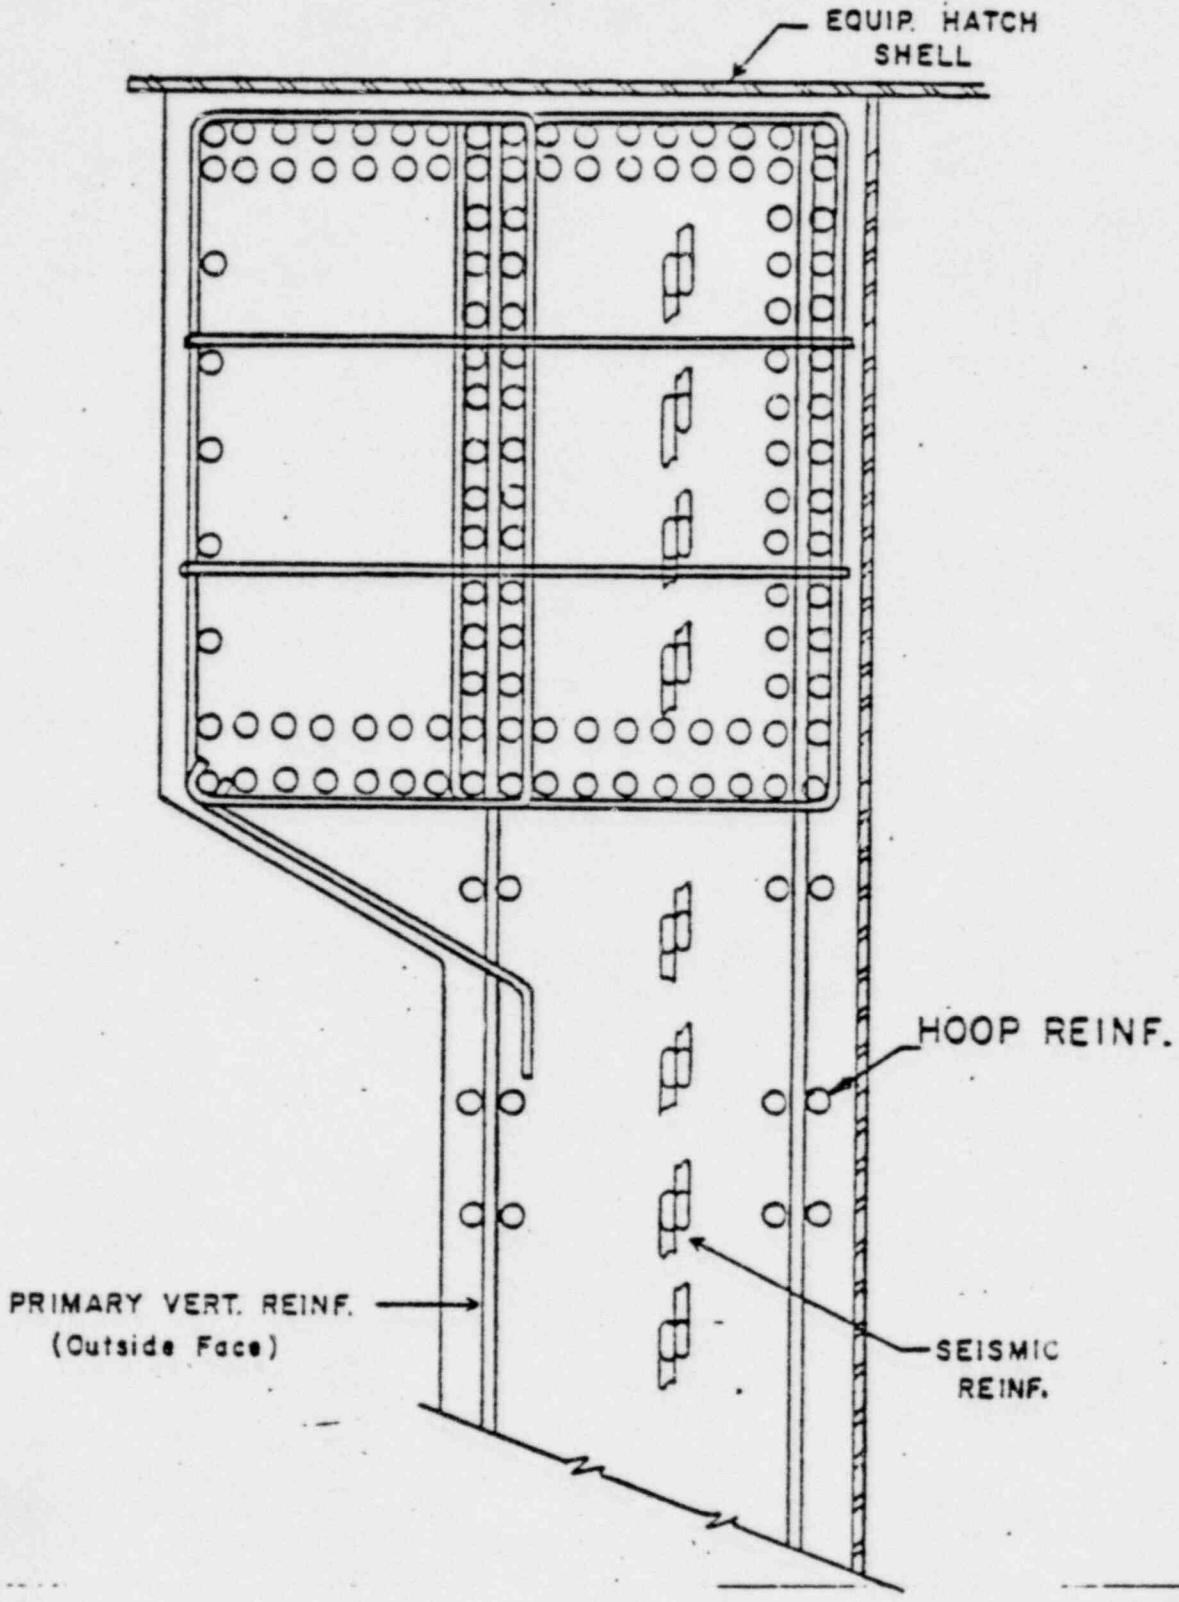 EQUIP. HATCH
SHELL
HOOP REINF.
PRIMARY VERT. REINF.
(Outside Face)
SEISMIC
REINF.